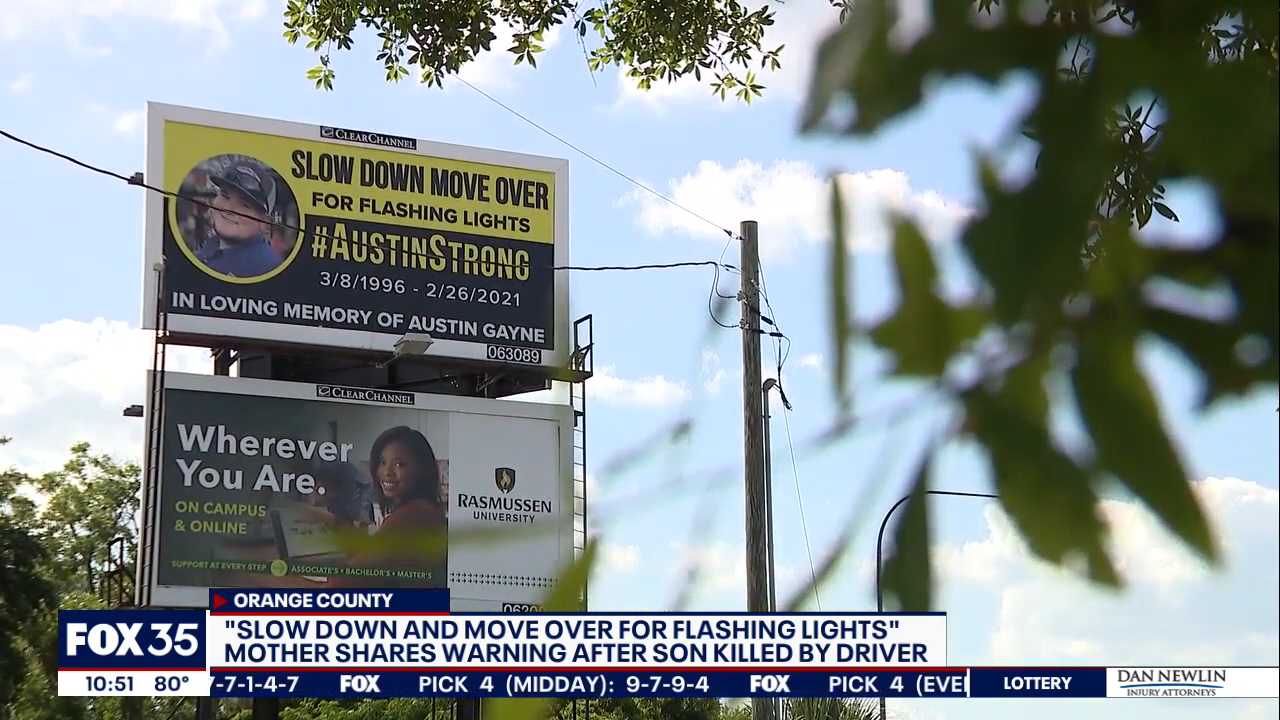 CLEARCHANNEL
SLOW DOWN MOVE OVER
FOR FLASHING LIGHTS
#AUSTINSTRONG
3/8/1996 - 2/26/2021
IN LOVING MEMORY OF AUSTIN GAYNE
063089
CLEARCHANNEL
Wherever
You Are.
ON CAMPUS
& ONLINE
SUPPORT AT EVERY STEP
ASSOCIATE'S • BACHELOR'S • MASTER'S
RASMUSSEN
UNIVERSITY
ORANGE COUNTY
FOX 35
"SLOW DOWN AND MOVE OVER FOR FLASHING LIGHTS"
MOTHER SHARES WARNING AFTER SON KILLED BY DRIVER
10:51 80° 7-7-1-4-7 FOX PICK 4 (MIDDAY): 9-7-9-4 FOX PICK 4 (EVE LOTTERY
DAN NEWLIN
INJURY ATTORNEYS